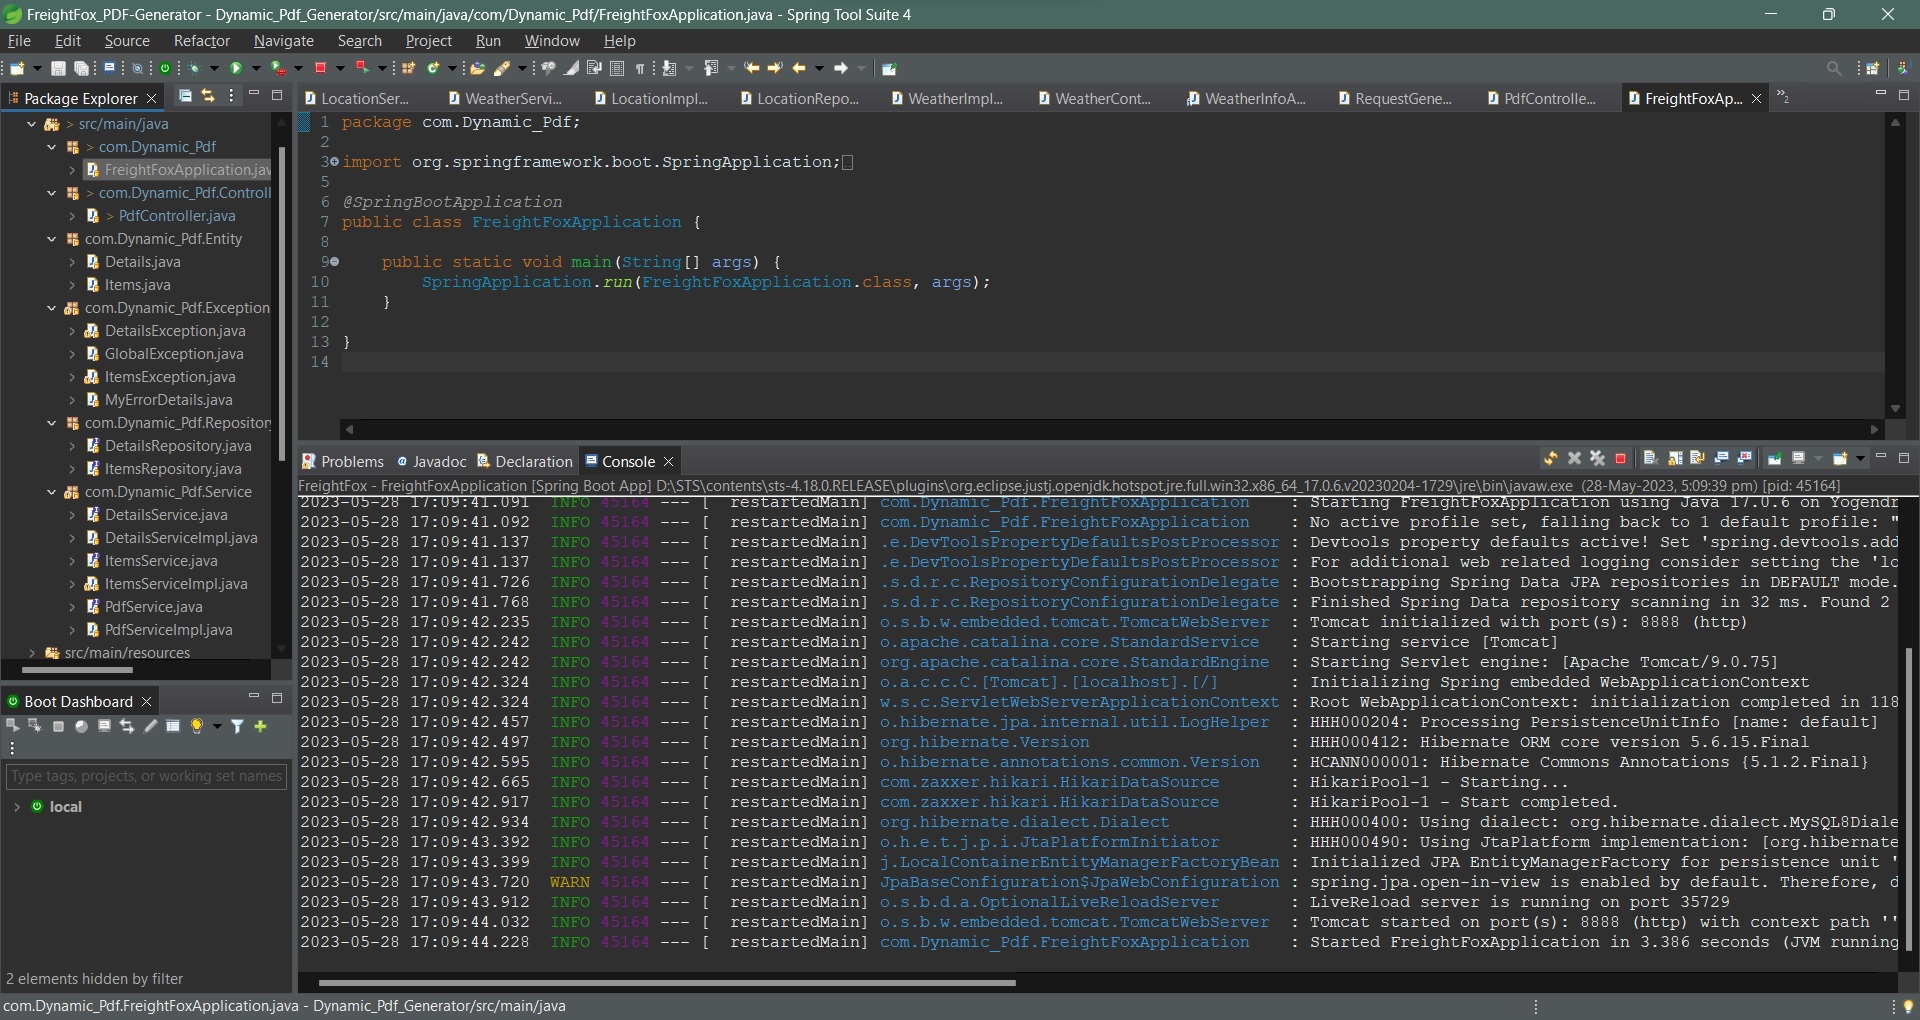 FreightFox_PDF-Generator - Dynamic_Pdf_Generator/src/main/java/com/Dynamic_Pdf/FreightFoxApplication.java - Spring Tool Suite 4
File Edit Source Refactor Navigate Search Project Run Window Help
Package Explorer
> src/main/java
> com.Dynamic_Pdf
FreightFoxApplication.jav
> com.Dynamic_Pdf.Controll
> PdfController.java
com.Dynamic_Pdf.Entity
Details.java
Items.java
com.Dynamic_Pdf.Exception
DetailsException.java
GlobalException.java
ItemsException.java
MyErrorDetails.java
com.Dynamic_Pdf.Repository
DetailsRepository.java
ItemsRepository.java
com.Dynamic_Pdf.Service
DetailsService.java
DetailsServiceImpl.java
ItemsService.java
ItemsServiceImpl.java
PdfService.java
PdfServiceImpl.java
src/main/resources
Boot Dashboard
Type tags, projects, or working set names
local
2 elements hidden by filter
LocationSer... WeatherServi... LocationImpl... LocationRepo... WeatherImpl... WeatherCont... WeatherInfoA... RequestGene... PdfControlle... FreightFoxAp... »2
1 package com.Dynamic_Pdf;
2
3 import org.springframework.boot.SpringApplication;
5
6 @SpringBootApplication
7 public class FreightFoxApplication {
8
9 public static void main(String[] args) {
10 SpringApplication.run(FreightFoxApplication.class, args);
11 }
12
13 }
14
Problems Javadoc Declaration Console
FreightFox - FreightFoxApplication [Spring Boot App] D:\STS\contents\sts-4.18.0.RELEASE\plugins\org.eclipse.justj.openjdk.hotspot.jre.full.win32.x86_64_17.0.6.v20230204-1729\jre\bin\javaw.exe (28-May-2023, 5:09:39 pm) [pid: 45164]
2023-05-28 17:09:41.091 INFO 45164 --- [ restartedMain] com.Dynamic_Pdf.FreightFoxApplication : Starting FreightFoxApplication using Java 17.0.6 on Yogendr
2023-05-28 17:09:41.092 INFO 45164 --- [ restartedMain] com.Dynamic_Pdf.FreightFoxApplication : No active profile set, falling back to 1 default profile: "
2023-05-28 17:09:41.137 INFO 45164 --- [ restartedMain] .e.DevToolsPropertyDefaultsPostProcessor : Devtools property defaults active! Set 'spring.devtools.add
2023-05-28 17:09:41.137 INFO 45164 --- [ restartedMain] .e.DevToolsPropertyDefaultsPostProcessor : For additional web related logging consider setting the 'lo
2023-05-28 17:09:41.726 INFO 45164 --- [ restartedMain] .s.d.r.c.RepositoryConfigurationDelegate : Bootstrapping Spring Data JPA repositories in DEFAULT mode.
2023-05-28 17:09:41.768 INFO 45164 --- [ restartedMain] .s.d.r.c.RepositoryConfigurationDelegate : Finished Spring Data repository scanning in 32 ms. Found 2
2023-05-28 17:09:42.235 INFO 45164 --- [ restartedMain] o.s.b.w.embedded.tomcat.TomcatWebServer : Tomcat initialized with port(s): 8888 (http)
2023-05-28 17:09:42.242 INFO 45164 --- [ restartedMain] o.apache.catalina.core.StandardService : Starting service [Tomcat]
2023-05-28 17:09:42.242 INFO 45164 --- [ restartedMain] org.apache.catalina.core.StandardEngine : Starting Servlet engine: [Apache Tomcat/9.0.75]
2023-05-28 17:09:42.324 INFO 45164 --- [ restartedMain] o.a.c.c.C.[Tomcat].[localhost].[/] : Initializing Spring embedded WebApplicationContext
2023-05-28 17:09:42.324 INFO 45164 --- [ restartedMain] w.s.c.ServletWebServerApplicationContext : Root WebApplicationContext: initialization completed in 118
2023-05-28 17:09:42.457 INFO 45164 --- [ restartedMain] o.hibernate.jpa.internal.util.LogHelper : HHH000204: Processing PersistenceUnitInfo [name: default]
2023-05-28 17:09:42.497 INFO 45164 --- [ restartedMain] org.hibernate.Version : HHH000412: Hibernate ORM core version 5.6.15.Final
2023-05-28 17:09:42.595 INFO 45164 --- [ restartedMain] o.hibernate.annotations.common.Version : HCANN000001: Hibernate Commons Annotations {5.1.2.Final}
2023-05-28 17:09:42.665 INFO 45164 --- [ restartedMain] com.zaxxer.hikari.HikariDataSource : HikariPool-1 - Starting...
2023-05-28 17:09:42.917 INFO 45164 --- [ restartedMain] com.zaxxer.hikari.HikariDataSource : HikariPool-1 - Start completed.
2023-05-28 17:09:42.934 INFO 45164 --- [ restartedMain] org.hibernate.dialect.Dialect : HHH000400: Using dialect: org.hibernate.dialect.MySQL8Diale
2023-05-28 17:09:43.392 INFO 45164 --- [ restartedMain] o.h.e.t.j.p.i.JtaPlatformInitiator : HHH000490: Using JtaPlatform implementation: [org.hibernate
2023-05-28 17:09:43.399 INFO 45164 --- [ restartedMain] j.LocalContainerEntityManagerFactoryBean : Initialized JPA EntityManagerFactory for persistence unit '
2023-05-28 17:09:43.720 WARN 45164 --- [ restartedMain] JpaBaseConfiguration$JpaWebConfiguration : spring.jpa.open-in-view is enabled by default. Therefore, d
2023-05-28 17:09:43.912 INFO 45164 --- [ restartedMain] o.s.b.d.a.OptionalLiveReloadServer : LiveReload server is running on port 35729
2023-05-28 17:09:44.032 INFO 45164 --- [ restartedMain] o.s.b.w.embedded.tomcat.TomcatWebServer : Tomcat started on port(s): 8888 (http) with context path ''
2023-05-28 17:09:44.228 INFO 45164 --- [ restartedMain] com.Dynamic_Pdf.FreightFoxApplication : Started FreightFoxApplication in 3.386 seconds (JVM running
com.Dynamic_Pdf.FreightFoxApplication.java - Dynamic_Pdf_Generator/src/main/java